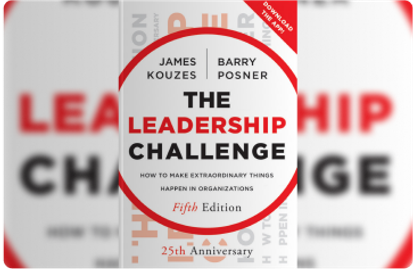 DOWNLOAD
THE APP!
JAMES BARRY
KOUZES POSNER
THE
LEADERSHIP
CHALLENGE
HOW TO MAKE EXTRAORDINARY THINGS
HAPPEN IN ORGANIZATIONS
Fifth Edition
25th Anniversary